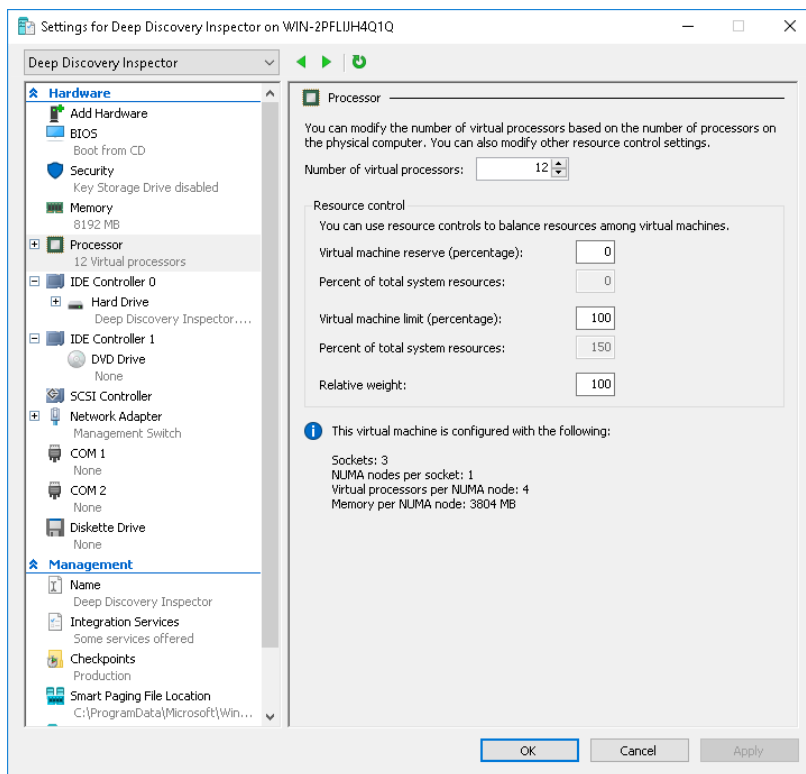 Settings for Deep Discovery Inspector on WIN-2PFLIJH4Q1Q
Deep Discovery Inspector
Hardware
Add Hardware
BIOS
Boot from CD
Security
Key Storage Drive disabled
Memory
8192 MB
Processor
12 Virtual processors
IDE Controller 0
Hard Drive
Deep Discovery Inspector....
IDE Controller 1
DVD Drive
None
SCSI Controller
Network Adapter
Management Switch
COM 1
None
COM 2
None
Diskette Drive
None
Management
Name
Deep Discovery Inspector
Integration Services
Some services offered
Checkpoints
Production
Smart Paging File Location
C:\ProgramData\Microsoft\Win...
Processor
You can modify the number of virtual processors based on the number of processors on
the physical computer. You can also modify other resource control settings.
Number of virtual processors: 12
Resource control
You can use resource controls to balance resources among virtual machines.
Virtual machine reserve (percentage): 0
Percent of total system resources: 0
Virtual machine limit (percentage): 100
Percent of total system resources: 150
Relative weight: 100
This virtual machine is configured with the following:
Sockets: 3
NUMA nodes per socket: 1
Virtual processors per NUMA node: 4
Memory per NUMA node: 3804 MB
OK Cancel Apply